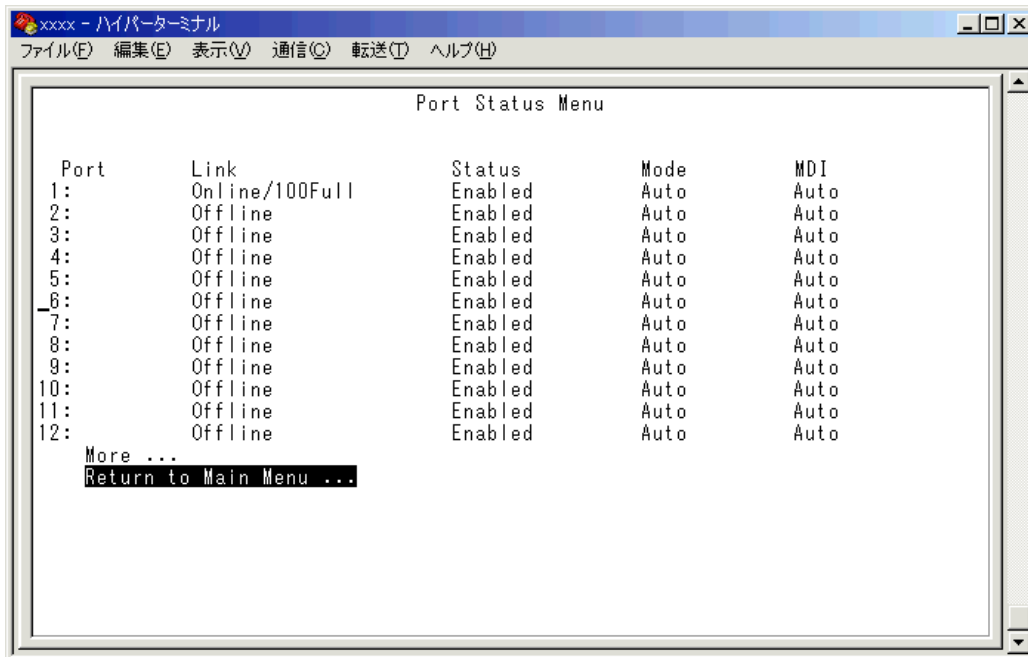 xxxx - ハイパーターミナル
ファイル(F) 編集(E) 表示(V) 通信(C) 転送(T) ヘルプ(H)
Port Status Menu
Port Link Status Mode MDI
1: Online/100Full Enabled Auto Auto
2: Offline Enabled Auto Auto
3: Offline Enabled Auto Auto
4: Offline Enabled Auto Auto
5: Offline Enabled Auto Auto
_6: Offline Enabled Auto Auto
7: Offline Enabled Auto Auto
8: Offline Enabled Auto Auto
9: Offline Enabled Auto Auto
10: Offline Enabled Auto Auto
11: Offline Enabled Auto Auto
12: Offline Enabled Auto Auto
More ...
Return to Main Menu ...